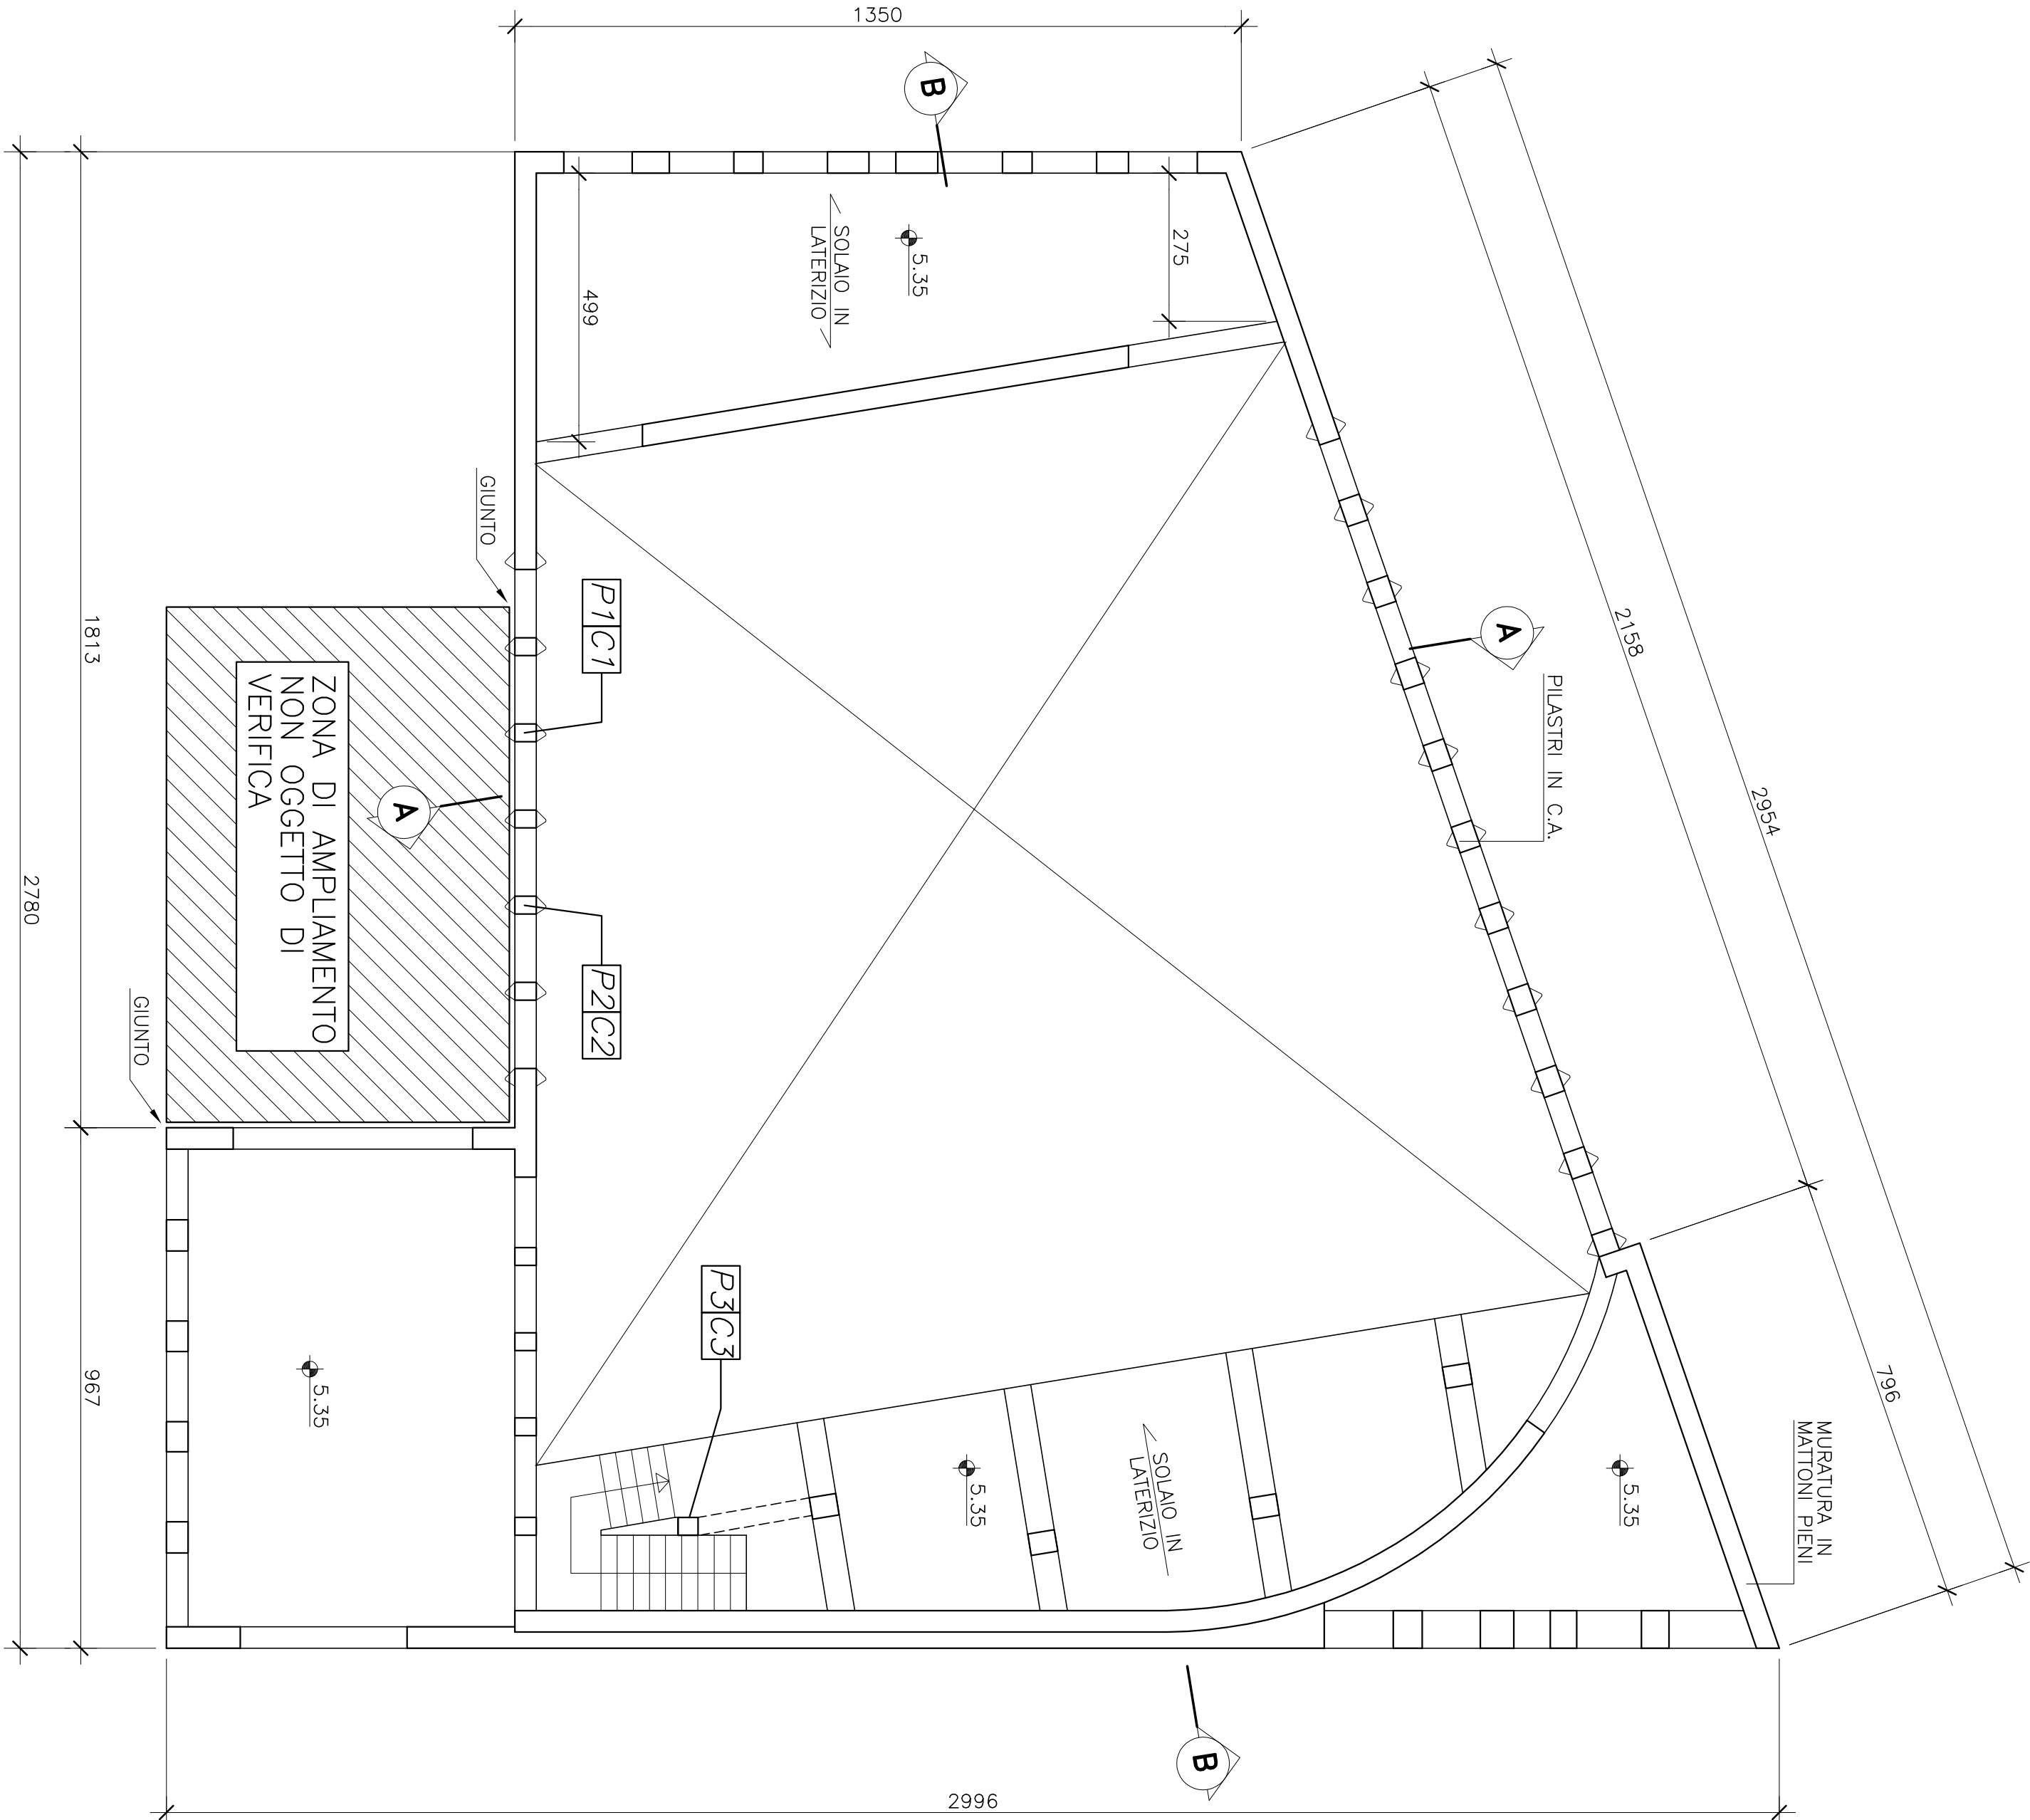 1350
B
2954
2158
275
5.35
SOLAIO IN
LATERIZIO
499
GIUNTO
P1 C1
A
PILASTRI IN C.A.
1813
ZONA DI AMPLIAMENTO
NON OGGETTO DI
VERIFICA
A
2780
P2 C2
GIUNTO
796
MURATURA IN
MATTONI PIENI
P3 C3
967
5.35
5.35
SOLAIO IN
LATERIZIO
5.35
B
2996